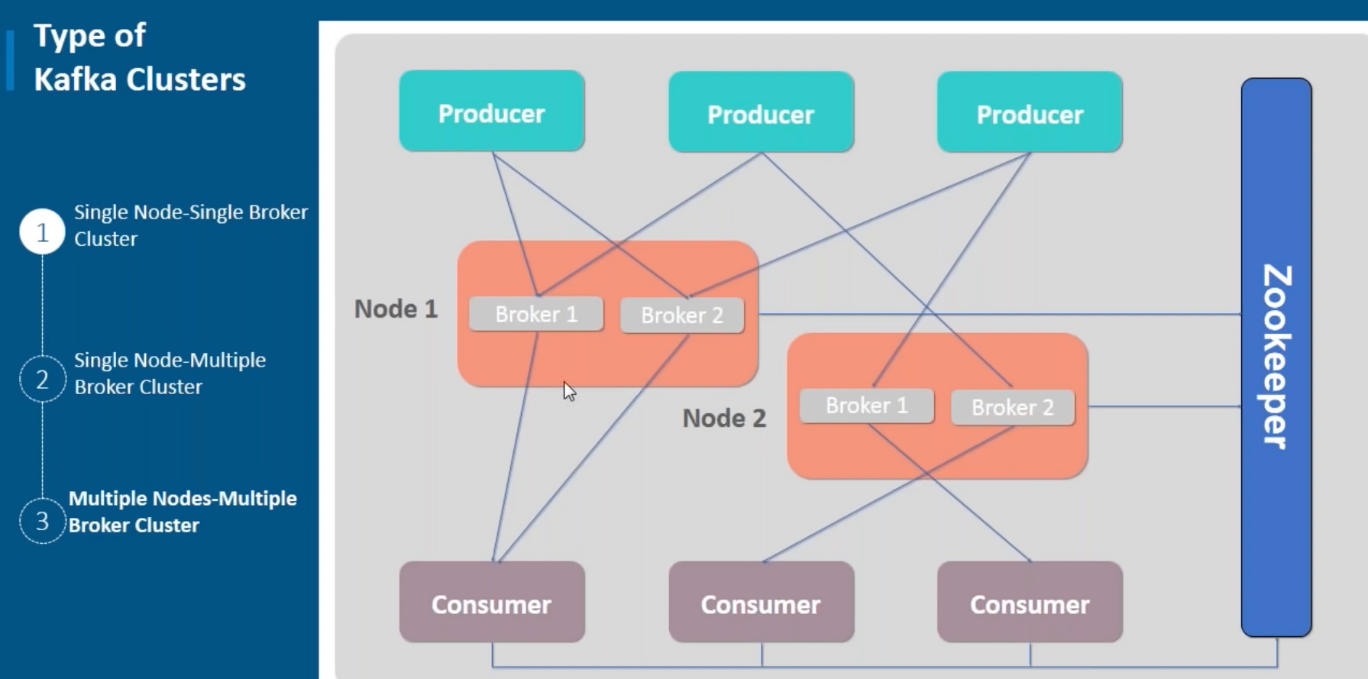 Type of
Kafka Clusters
1
Single Node-Single Broker
Cluster
2
Single Node-Multiple
Broker Cluster
3
Multiple Nodes-Multiple
Broker Cluster
Producer
Producer
Producer
Node 1
Broker 1
Broker 2
Node 2
Broker 1
Broker 2
Consumer
Consumer
Consumer
Zookeeper